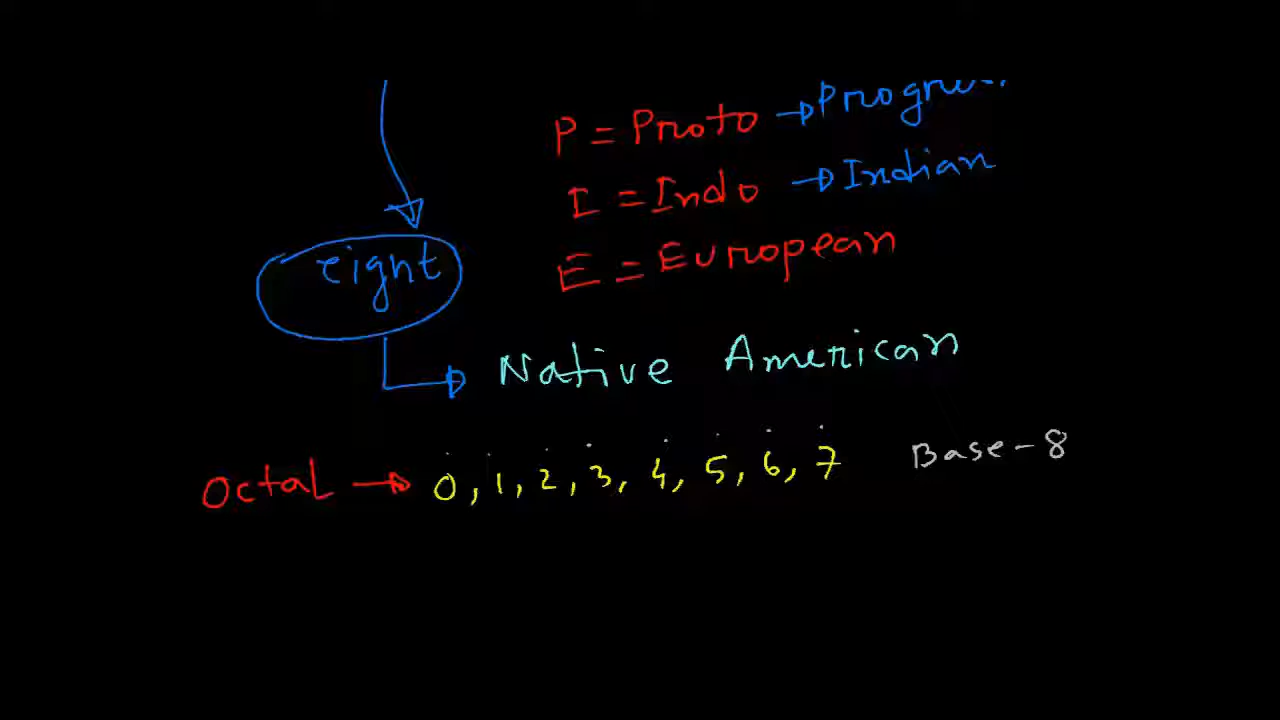 P = Proto → 
I = Indo → Indian
eight
E = European
Native American
Octal → 0, 1, 2, 3, 4, 5, 6, 7 Base-8